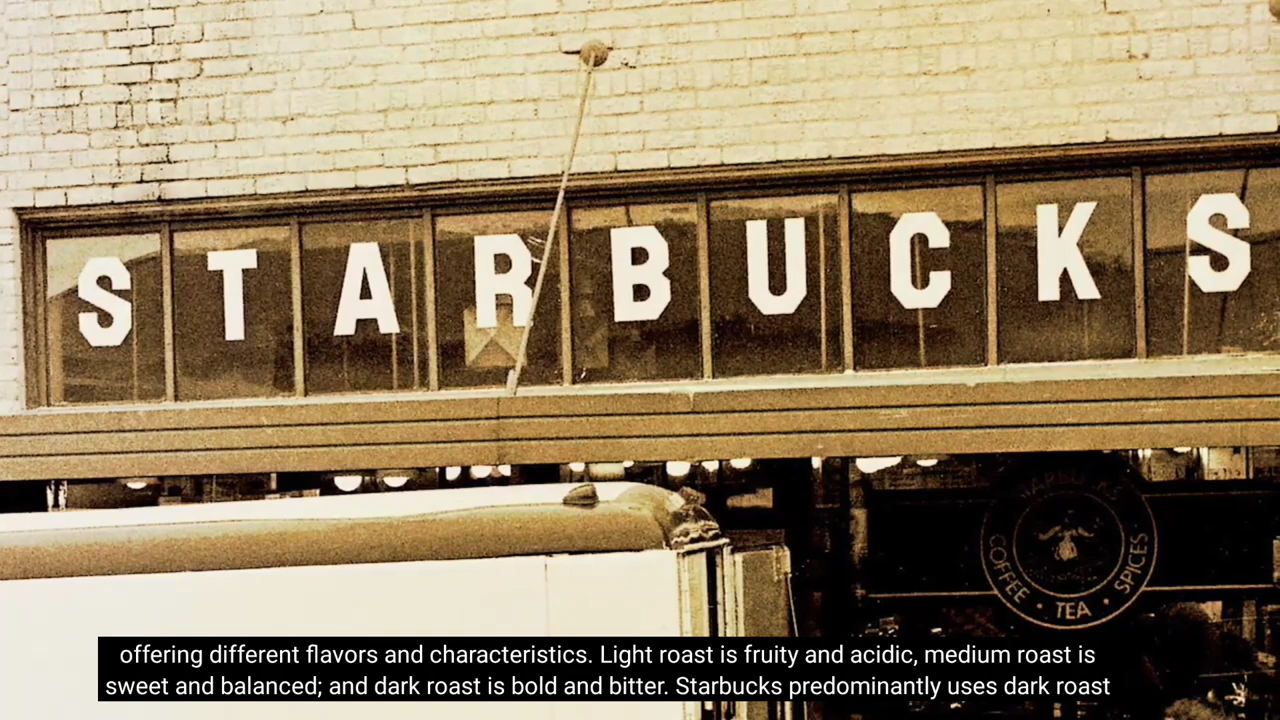 STARBUCKS
STARBUCKS
COFFEE • TEA • SPICES
offering different flavors and characteristics. Light roast is fruity and acidic, medium roast is
sweet and balanced; and dark roast is bold and bitter. Starbucks predominantly uses dark roast